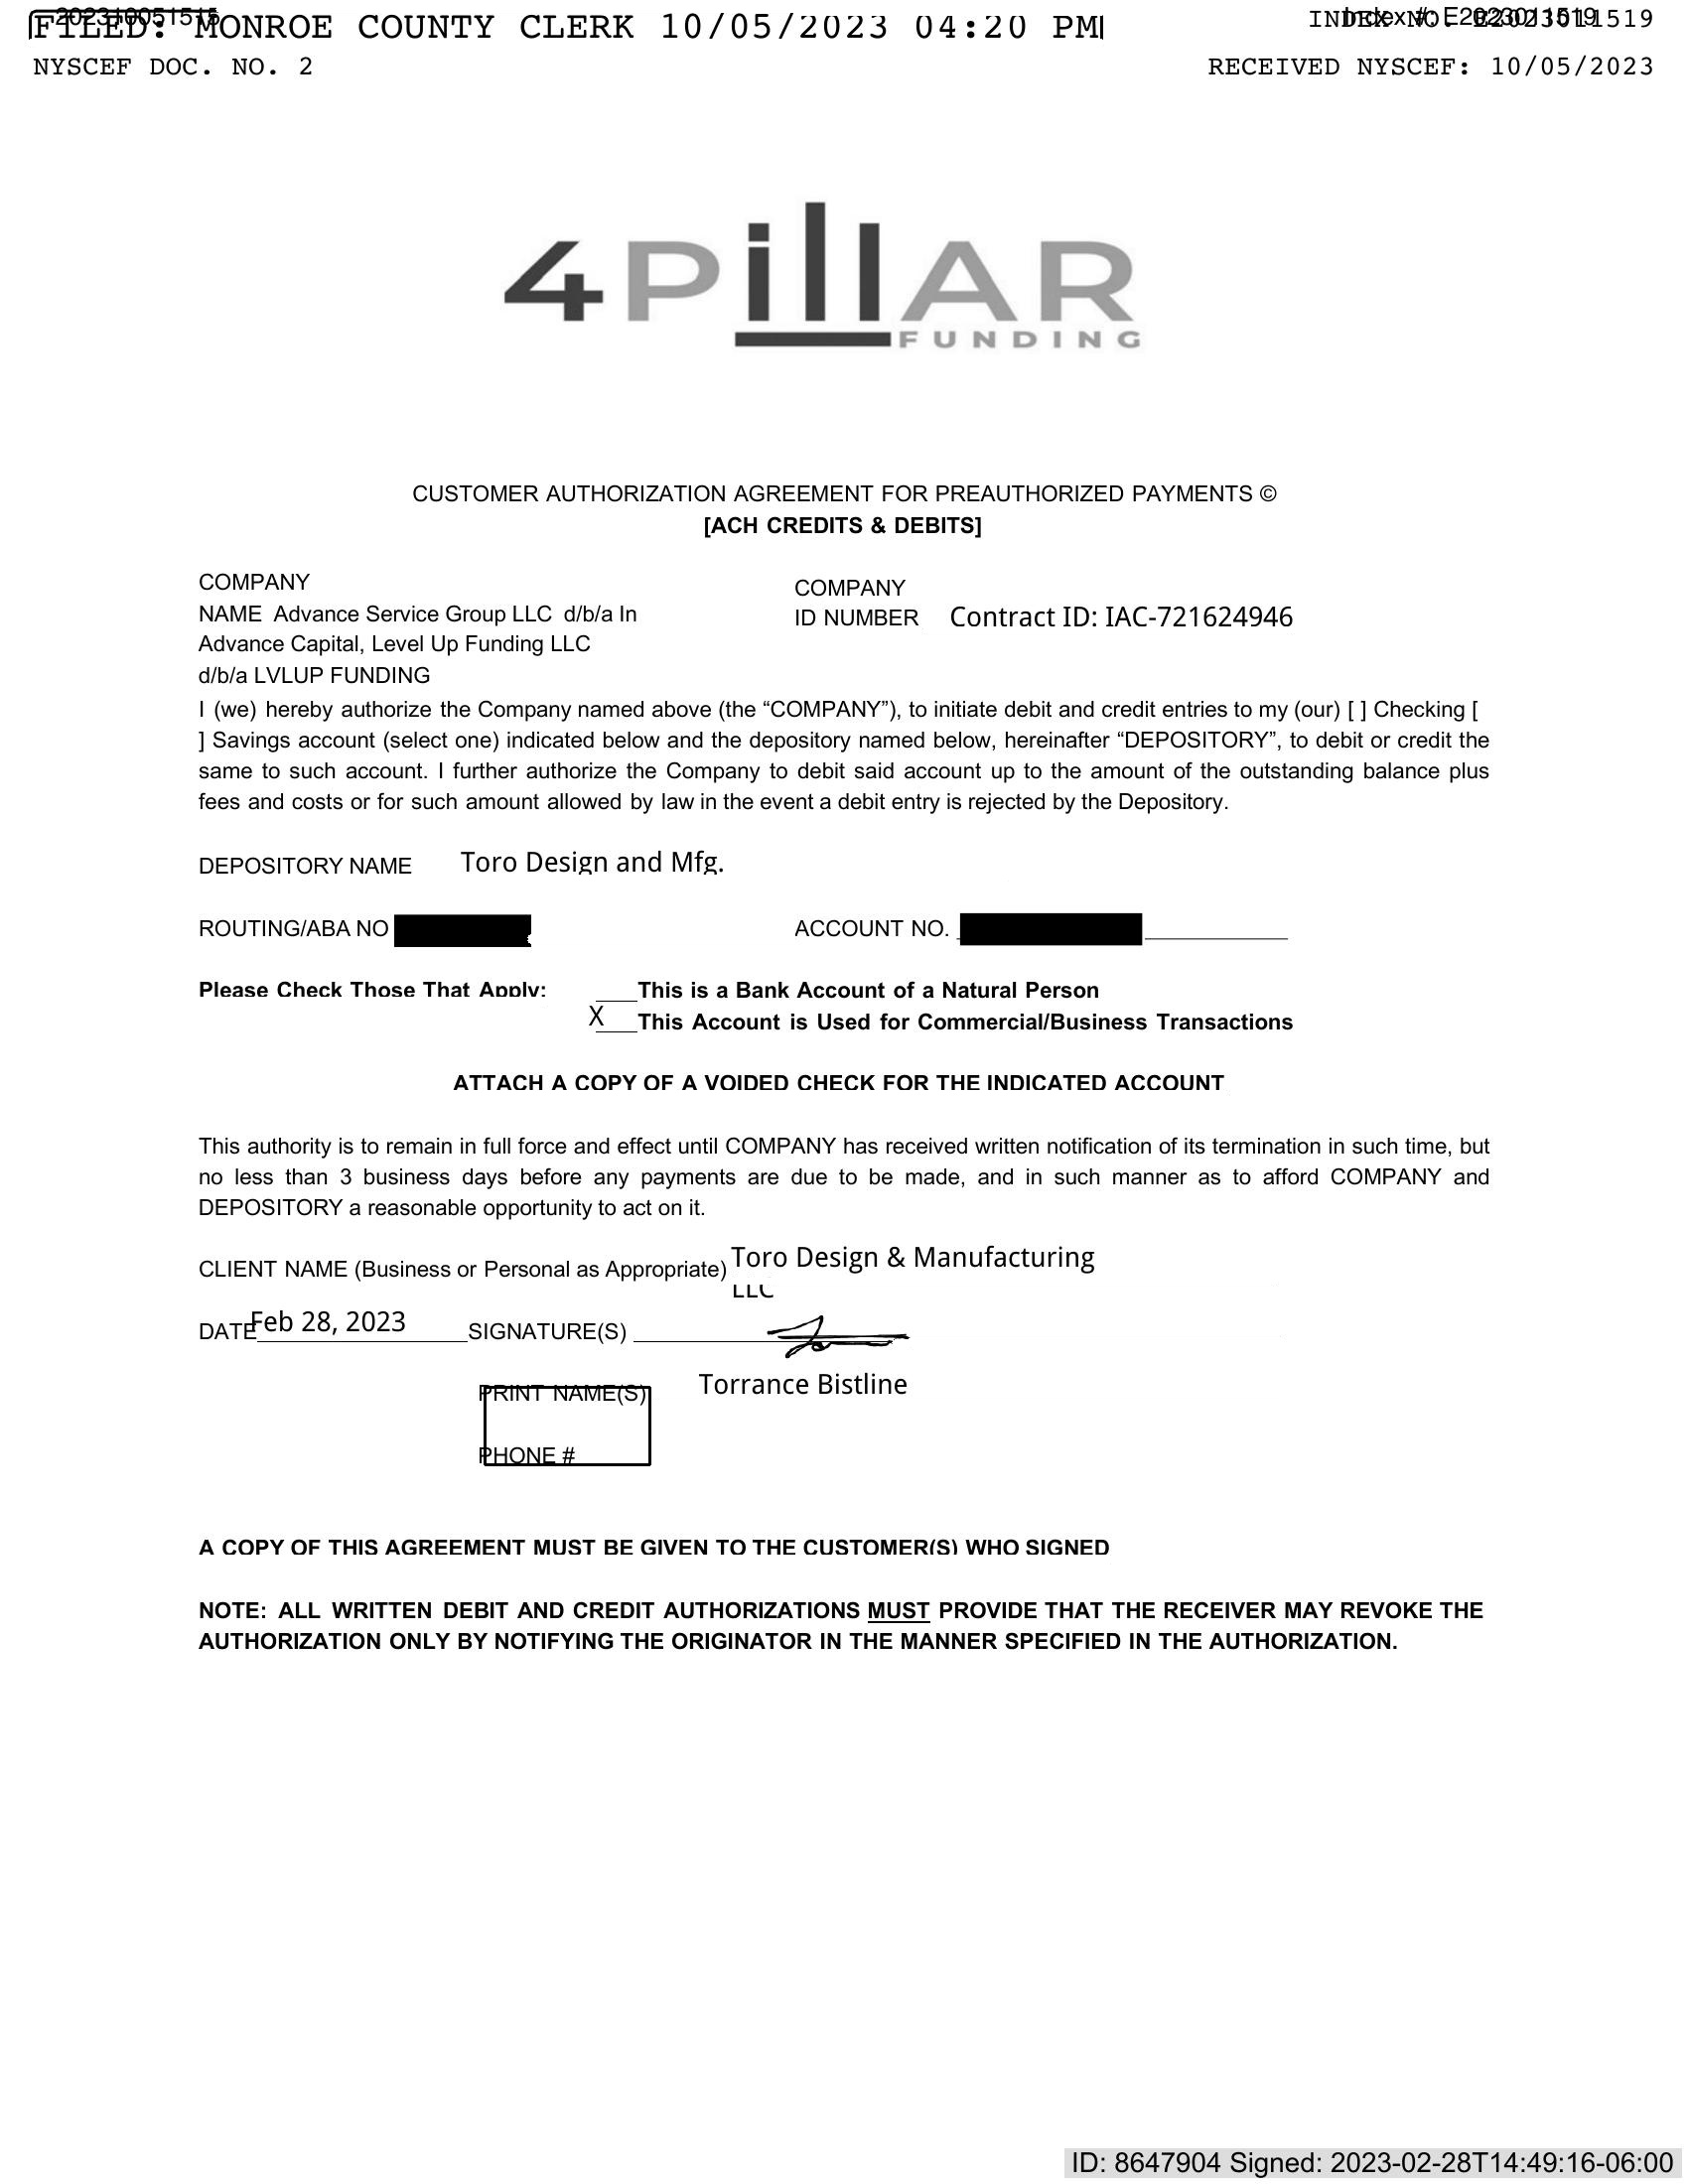 202310051515
FILED: MONROE COUNTY CLERK 10/05/2023 04:20 PM
INDEX NO. E2023011519
Index #: E2023011519
NYSCEF DOC. NO. 2
RECEIVED NYSCEF: 10/05/2023
4PillAR
FUNDING
CUSTOMER AUTHORIZATION AGREEMENT FOR PREAUTHORIZED PAYMENTS ©
[ACH CREDITS & DEBITS]
COMPANY
NAME Advance Service Group LLC d/b/a In
Advance Capital, Level Up Funding LLC
d/b/a LVLUP FUNDING
COMPANY
ID NUMBER Contract ID: IAC-721624946
I (we) hereby authorize the Company named above (the “COMPANY”), to initiate debit and credit entries to my (our) [ ] Checking [
] Savings account (select one) indicated below and the depository named below, hereinafter “DEPOSITORY”, to debit or credit the
same to such account. I further authorize the Company to debit said account up to the amount of the outstanding balance plus
fees and costs or for such amount allowed by law in the event a debit entry is rejected by the Depository.
DEPOSITORY NAME Toro Design and Mfg.
ROUTING/ABA NO ACCOUNT NO.
Please Check Those That Apply: ____This is a Bank Account of a Natural Person
X____This Account is Used for Commercial/Business Transactions
ATTACH A COPY OF A VOIDED CHECK FOR THE INDICATED ACCOUNT
This authority is to remain in full force and effect until COMPANY has received written notification of its termination in such time, but
no less than 3 business days before any payments are due to be made, and in such manner as to afford COMPANY and
DEPOSITORY a reasonable opportunity to act on it.
CLIENT NAME (Business or Personal as Appropriate) Toro Design & Manufacturing
LLC
DATE Feb 28, 2023 SIGNATURE(S)
PRINT NAME(S) Torrance Bistline
PHONE #
A COPY OF THIS AGREEMENT MUST BE GIVEN TO THE CUSTOMER(S) WHO SIGNED
NOTE: ALL WRITTEN DEBIT AND CREDIT AUTHORIZATIONS MUST PROVIDE THAT THE RECEIVER MAY REVOKE THE
AUTHORIZATION ONLY BY NOTIFYING THE ORIGINATOR IN THE MANNER SPECIFIED IN THE AUTHORIZATION.
ID: 8647904 Signed: 2023-02-28T14:49:16-06:00